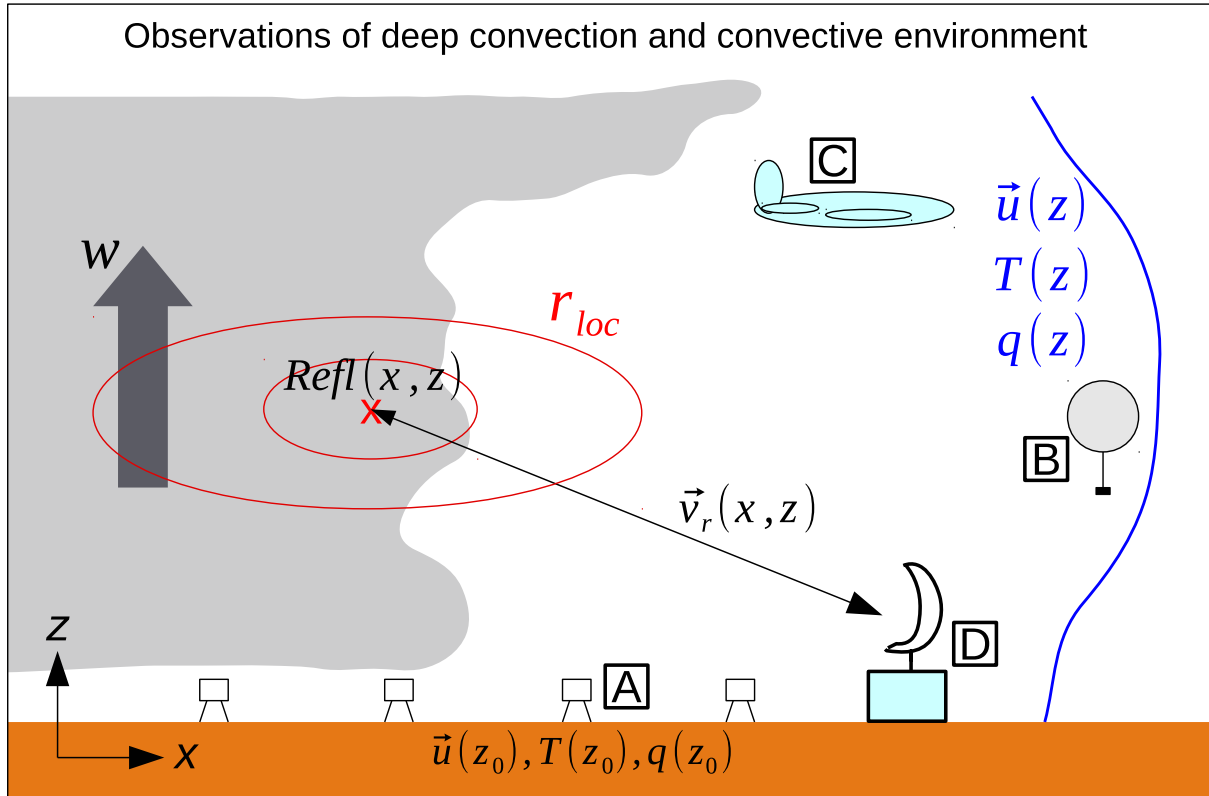 Observations of deep convection and convective environment
C
w
u⃗(z)
T(z)
q(z)
r_loc
Refl(x,z)
x
B
v⃗_r(x,z)
D
z
A
x
u⃗(z₀),T(z₀),q(z₀)